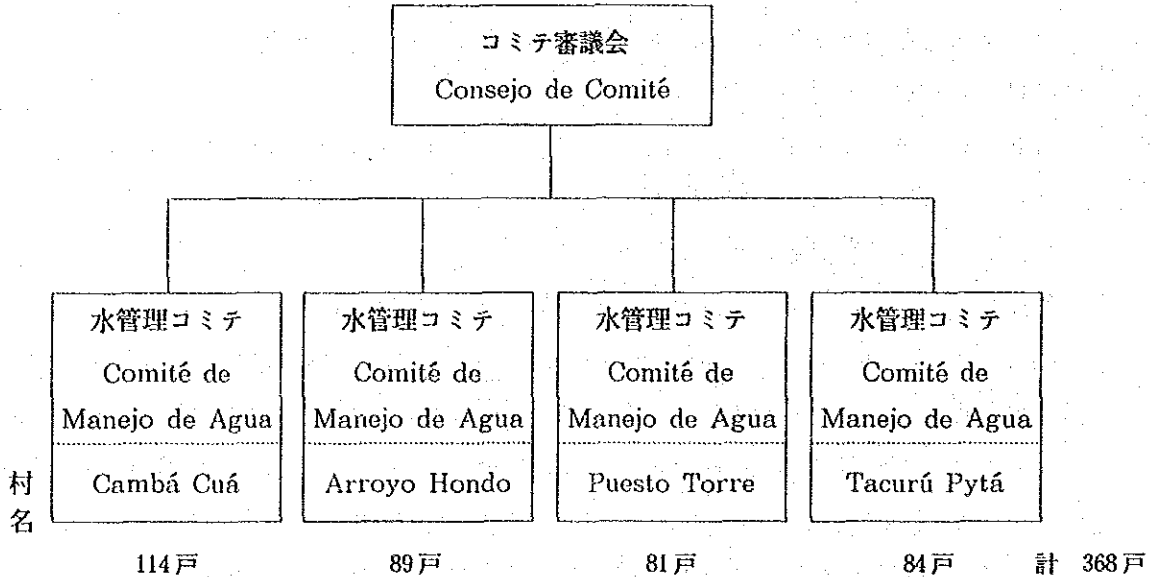 コミテ審議会
Consejo de Comité
水管理コミテ
Comité de
Manejo de Agua
Cambá Cuá
水管理コミテ
Comité de
Manejo de Agua
Arroyo Hondo
水管理コミテ
Comité de
Manejo de Agua
Puesto Torre
水管理コミテ
Comité de
Manejo de Agua
Tacurú Pytá
村名
114戸 89戸 81戸 84戸 計 368戸